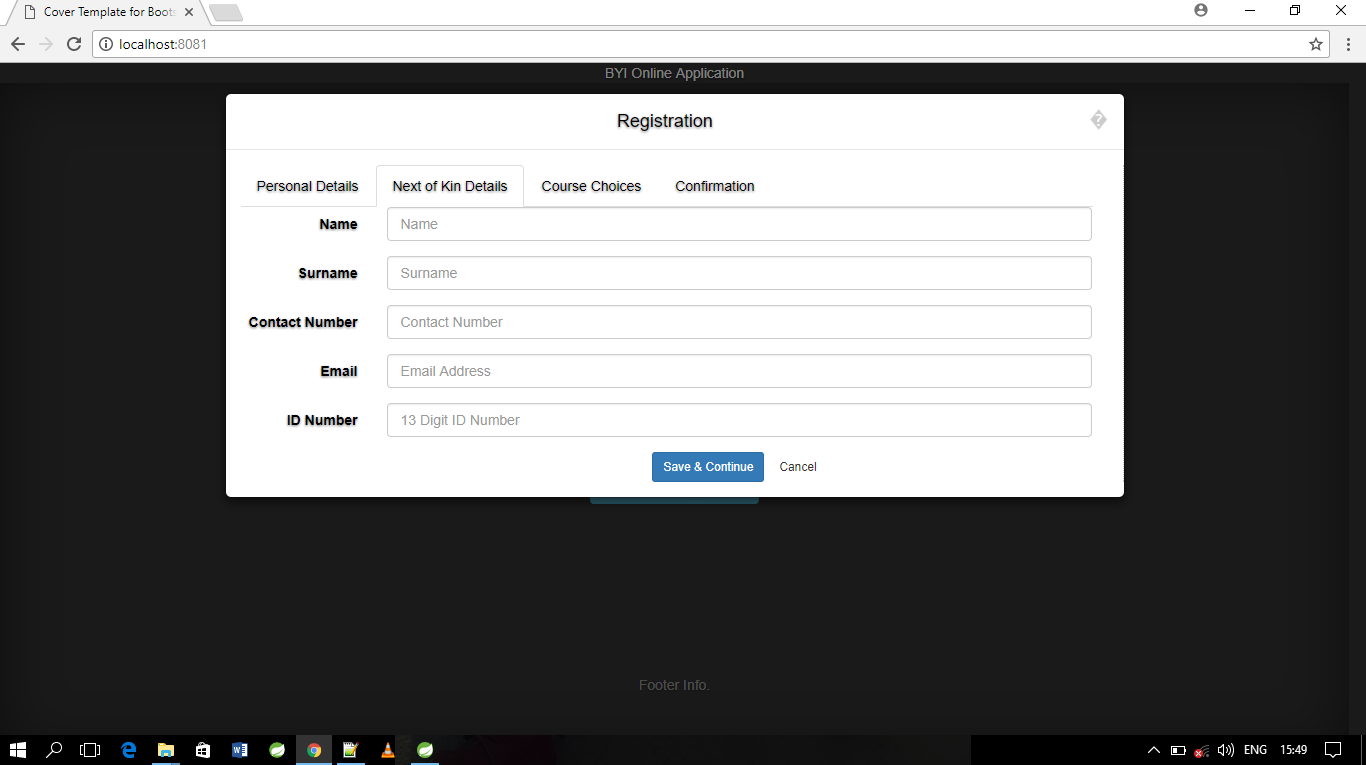 Cover Template for Boots
localhost:8081
BYI Online Application
Registration
?
Personal Details Next of Kin Details Course Choices Confirmation
Name Name
Surname Surname
Contact Number Contact Number
Email Email Address
ID Number 13 Digit ID Number
Save & Continue Cancel
Footer Info.
ENG 15:49